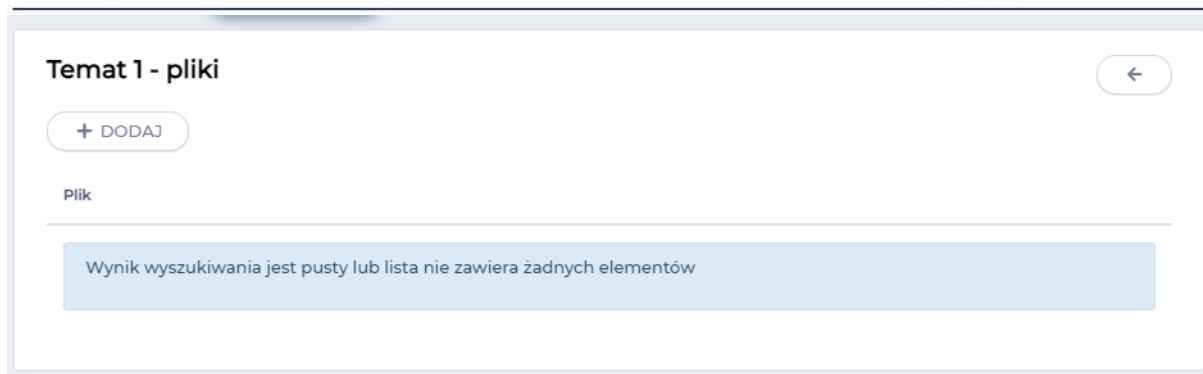 Temat 1 - pliki
+ DODAJ
Plik
Wynik wyszukiwania jest pusty lub lista nie zawiera żadnych elementów